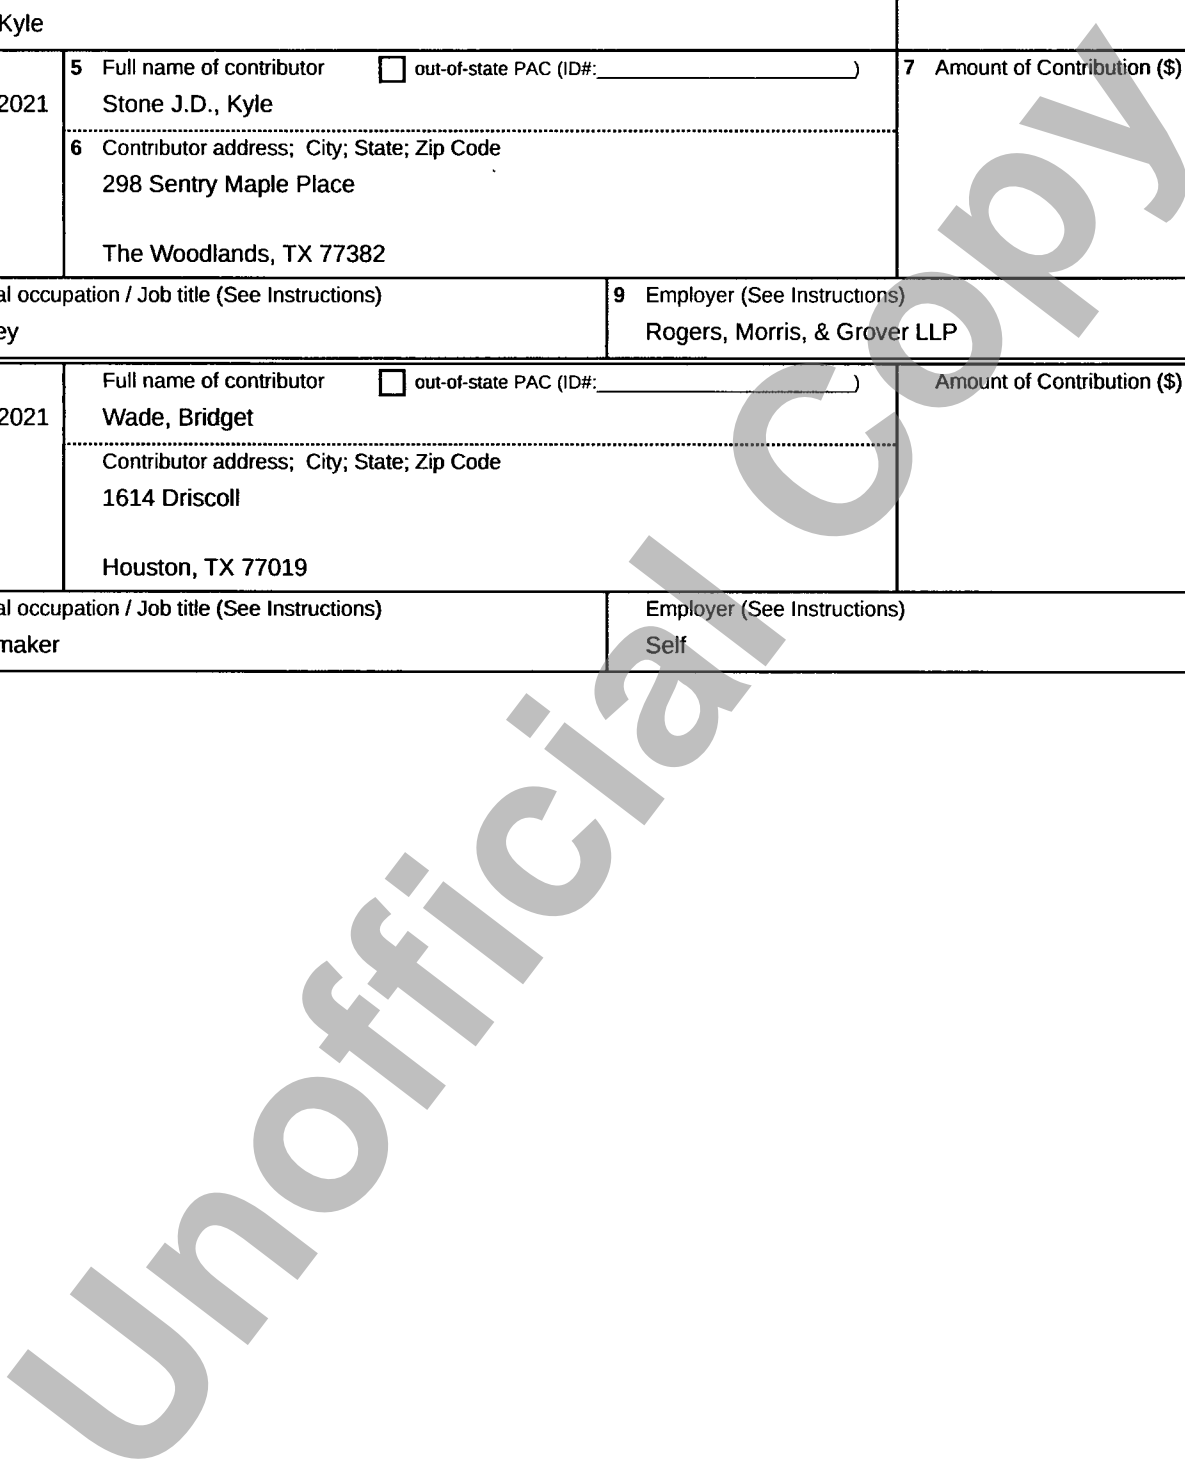 Kyle
5 Full name of contributor out-of-state PAC (ID#:____________________) 7 Amount of Contribution ($)
2021 Stone J.D., Kyle
6 Contributor address; City; State; Zip Code
298 Sentry Maple Place
The Woodlands, TX 77382
al occupation / Job title (See Instructions) 9 Employer (See Instructions)
ey Rogers, Morris, & Grover LLP
Full name of contributor out-of-state PAC (ID#:____________________) Amount of Contribution ($)
2021 Wade, Bridget
Contributor address; City; State; Zip Code
1614 Driscoll
Houston, TX 77019
al occupation / Job title (See Instructions) Employer (See Instructions)
maker Self
Unofficial Copy